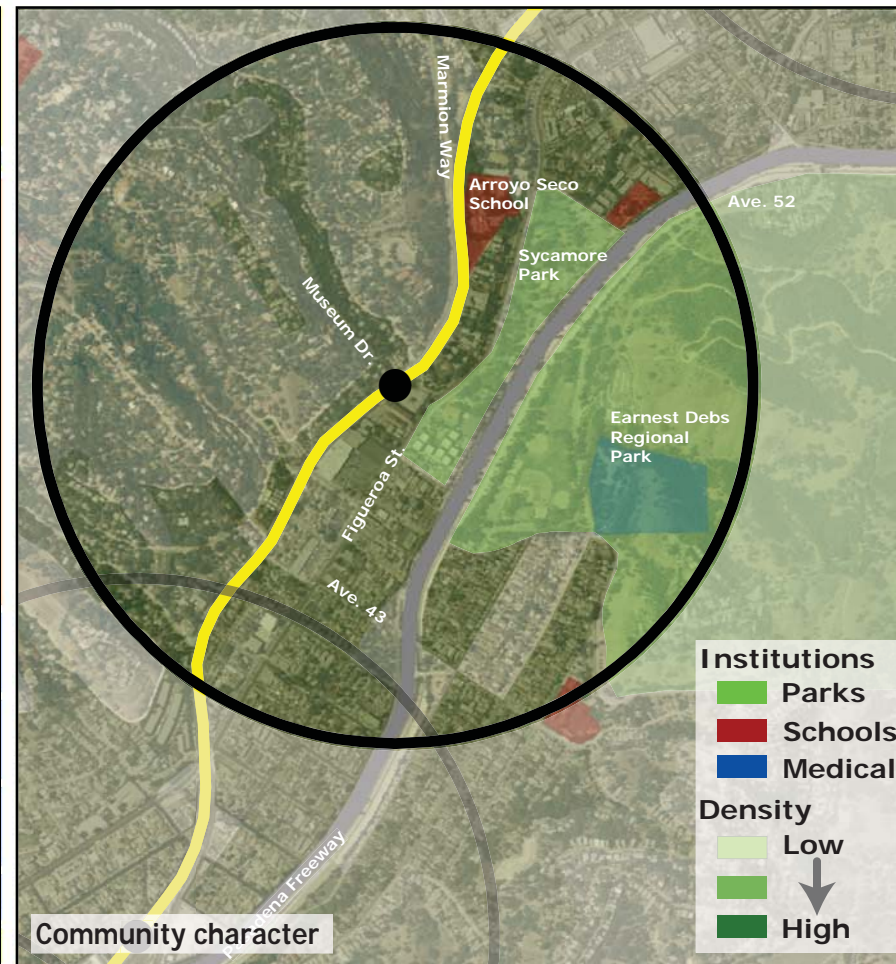 Marmion Way
Arroyo Seco
School
Ave. 52
Sycamore
Park
Museum Dr.
Earnest Debs
Regional
Park
Figueroa St.
Ave. 43
Pasadena Freeway
Institutions
Parks
Schools
Medical
Density
Low
High
Community character